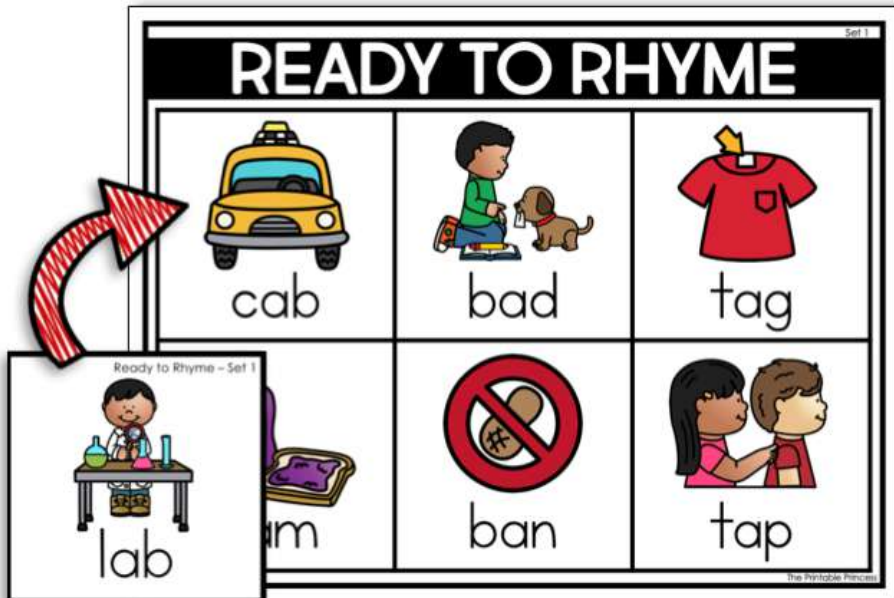 Set 1
READY TO RHYME
cab bad tag
Ready to Rhyme – Set 1
lab
ban tap
The Printable Princess